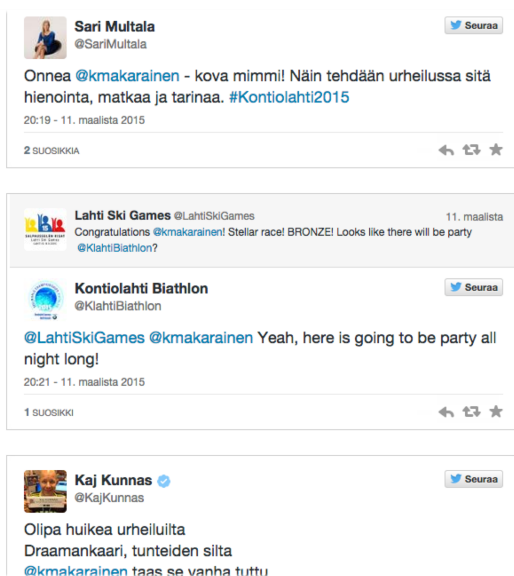 Sari Multala
Seuraa
@SariMultala
Onnea @kmakarainen - kova mimmi! Näin tehdään urheilussa sitä
hienointa, matkaa ja tarinaa. #Kontiolahti2015
20:19 - 11. maalista 2015
2 SUOSIKKIA
Lahti Ski Games @LahtiSkiGames
11. maalista
Congratulations @kmakarainen! Stellar race! BRONZE! Looks like there will be party
@KlahtiBiathlon?
Kontiolahti Biathlon
Seuraa
@KlahtiBiathlon
@LahtiSkiGames @kmakarainen Yeah, here is going to be party all
night long!
20:21 - 11. maalista 2015
1 SUOSIKKI
Kaj Kunnas
Seuraa
@KajKunnas
Olipa huikea urheiluilta
Draamankaari, tunteiden silta
@kmakarainen taas se vanha tuttu